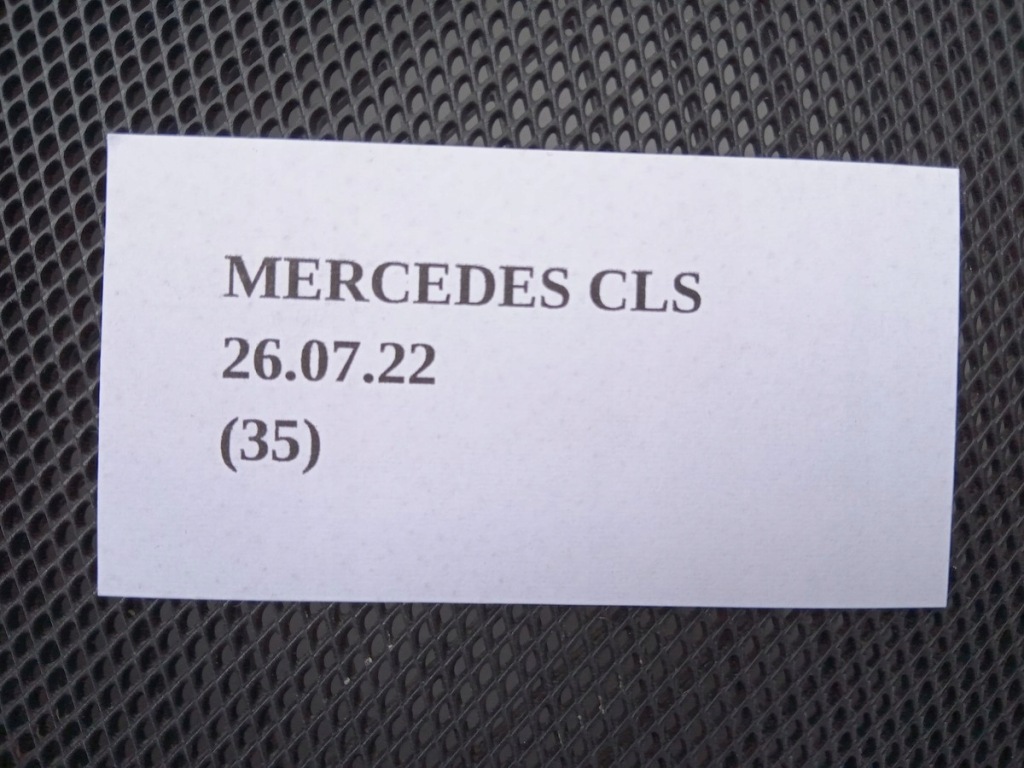 MERCEDES CLS
26.07.22
(35)